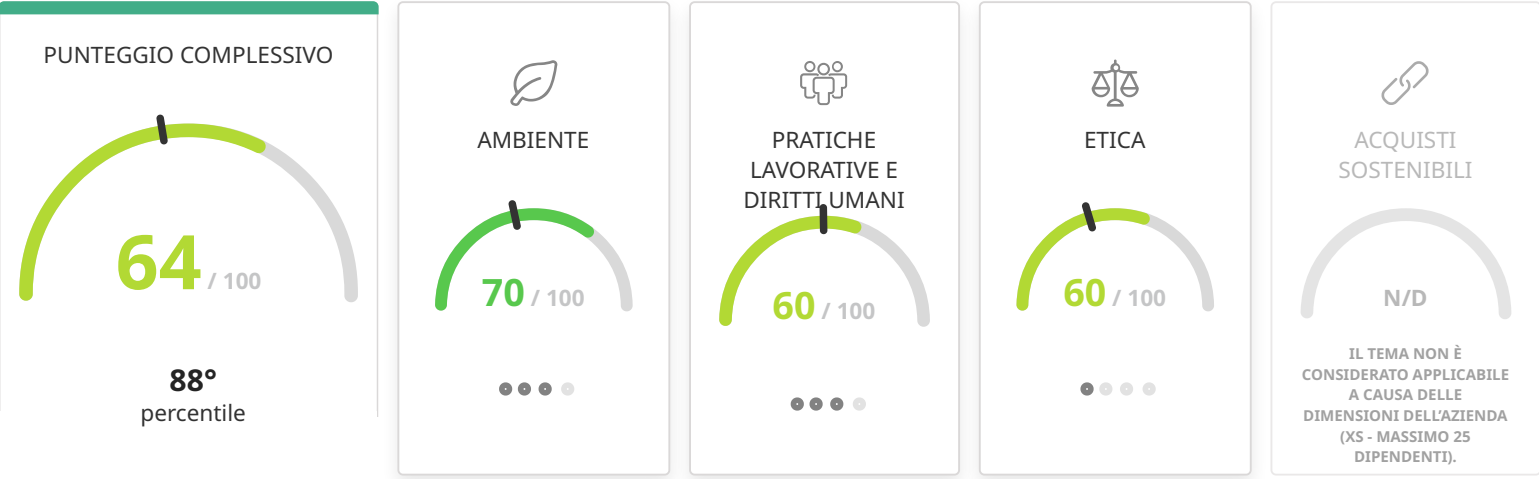 PUNTEGGIO COMPLESSIVO
64 / 100
88°
percentile
AMBIENTE
70 / 100
PRATICHE
LAVORATIVE E
DIRITTI UMANI
60 / 100
ETICA
60 / 100
ACQUISTI
SOSTENIBILI
N/D
IL TEMA NON È
CONSIDERATO APPLICABILE
A CAUSA DELLE
DIMENSIONI DELL'AZIENDA
(XS - MASSIMO 25
DIPENDENTI).